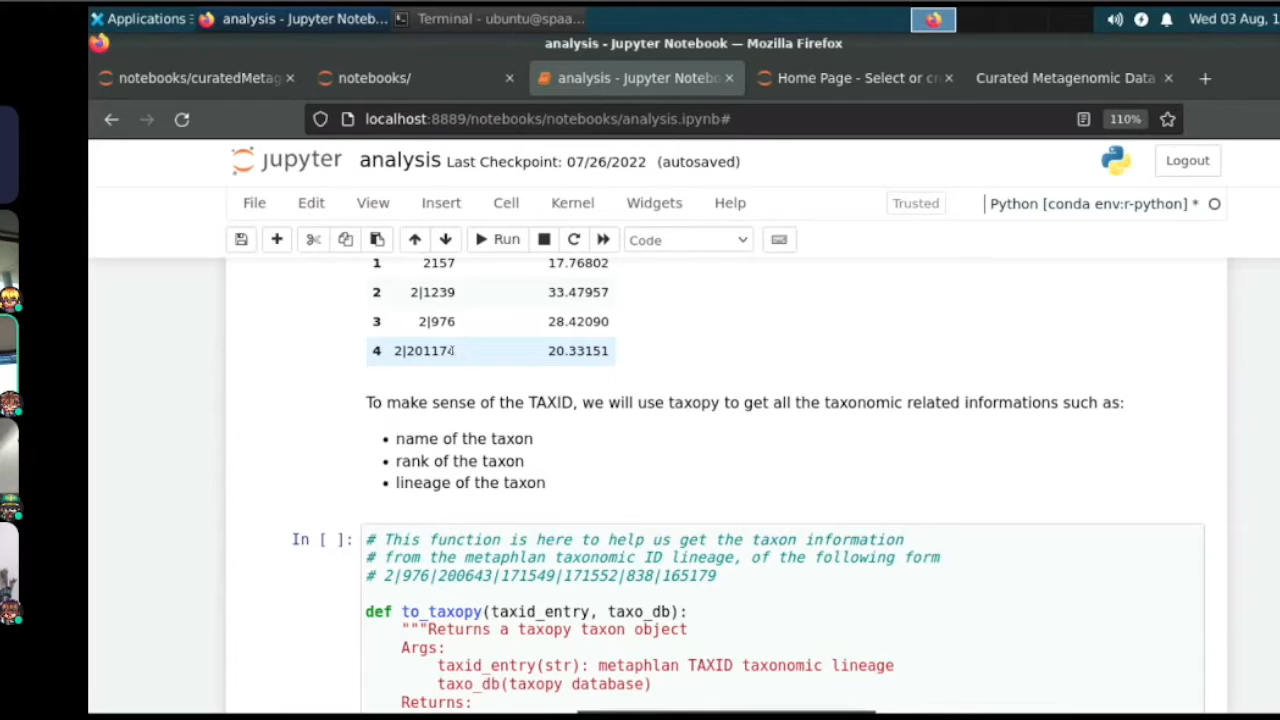 Applications
analysis - Jupyter Noteb...
Terminal - ubuntu@spaa...
Wed 03 Aug, 1
analysis - Jupyter Notebook — Mozilla Firefox
notebooks/curatedMetag
notebooks/
analysis - Jupyter Notebo
Home Page - Select or cr
Curated Metagenomic Data
localhost:8889/notebooks/notebooks/analysis.ipynb#
110%
jupyter analysis Last Checkpoint: 07/26/2022 (autosaved)
Logout
File Edit View Insert Cell Kernel Widgets Help
Trusted
Python [conda env:r-python] *
Run
Code
1 2157 17.76802
2 2|1239 33.47957
3 2|976 28.42090
4 2|201174 20.33151
To make sense of the TAXID, we will use taxopy to get all the taxonomic related informations such as:
• name of the taxon
• rank of the taxon
• lineage of the taxon
In [ ]:
# This function is here to help us get the taxon information
# from the metaphlan taxonomic ID lineage, of the following form
# 2|976|200643|171549|171552|838|165179
def to_taxopy(taxid_entry, taxo_db):
"""Returns a taxopy taxon object
Args:
taxid_entry(str): metaphlan TAXID taxonomic lineage
taxo_db(taxopy database)
Returns: